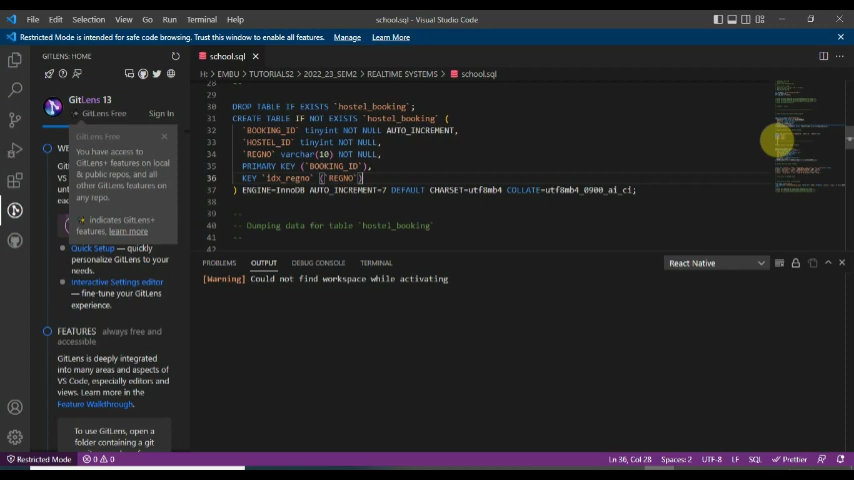 File Edit Selection View Go Run Terminal Help
school.sql - Visual Studio Code
Restricted Mode is intended for safe code browsing. Trust this window to enable all features. Manage Learn More
GITLENS: HOME
school.sql
H: > EMBU > TUTORIALS2 > 2022_23_SEM2 > REALTIME SYSTEMS > school.sql
GitLens 13
GitLens Free Sign In
GitLens Free
You have access to
GitLens+ features on local
& public repos, and all
other GitLens features on
any repo.
indicates GitLens+
features, learn more
Quick Setup — quickly
personalize GitLens to your
needs.
Interactive Settings editor
— fine-tune your GitLens
experience.
FEATURES always free and
accessible
GitLens is deeply integrated
into many areas and aspects of
VS Code, especially editors and
views. Learn more in the
Feature Walkthrough.
To use GitLens, open a
folder containing a git
28 --
29
30 DROP TABLE IF EXISTS `hostel_booking`;
31 CREATE TABLE IF NOT EXISTS `hostel_booking` (
32 `BOOKING_ID` tinyint NOT NULL AUTO_INCREMENT,
33 `HOSTEL_ID` tinyint NOT NULL,
34 `REGNO` varchar(10) NOT NULL,
35 PRIMARY KEY (`BOOKING_ID`),
36 KEY `idx_regno` (`REGNO`)
37 ) ENGINE=InnoDB AUTO_INCREMENT=7 DEFAULT CHARSET=utf8mb4 COLLATE=utf8mb4_0900_ai_ci;
38
39 --
40 -- Dumping data for table `hostel_booking`
41 --
42
PROBLEMS OUTPUT DEBUG CONSOLE TERMINAL
React Native
[Warning] Could not find workspace while activating
Restricted Mode 0 0
Ln 36, Col 28 Spaces: 2 UTF-8 LF SQL Prettier